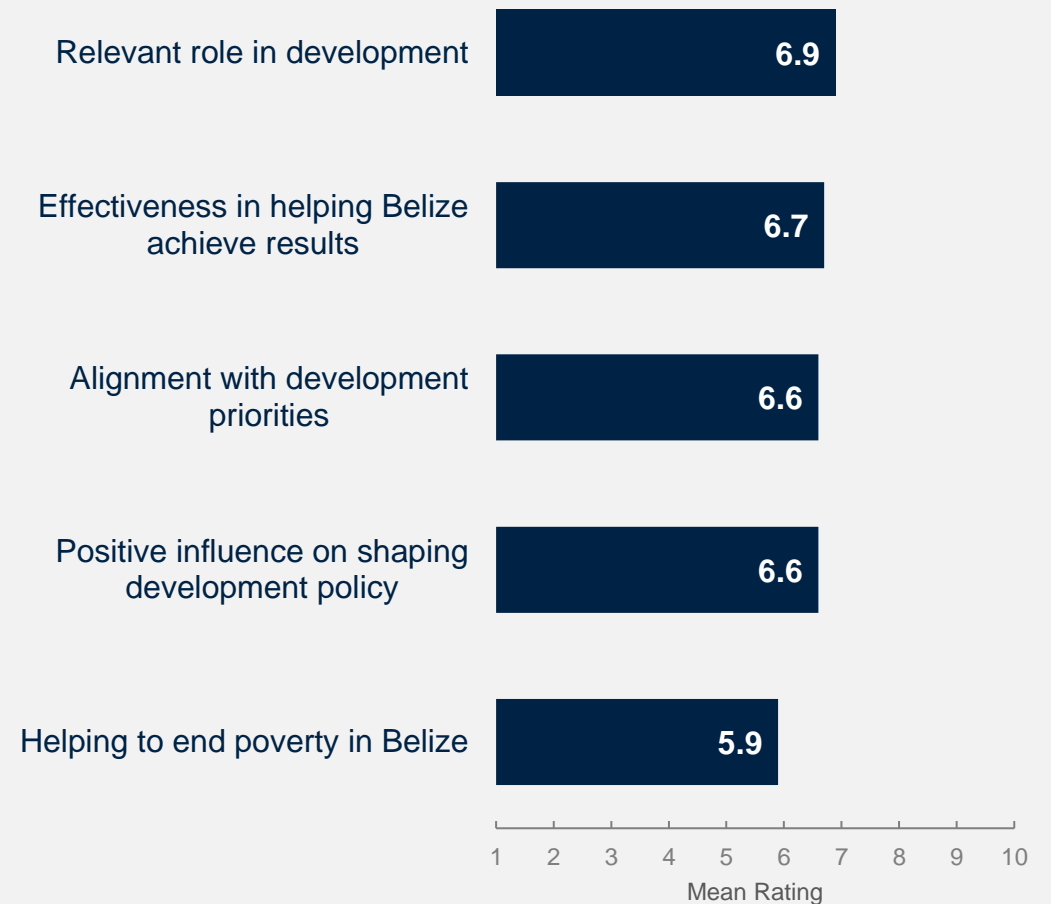 Relevant role in development
6.9
Effectiveness in helping Belize
achieve results
6.7
Alignment with development
priorities
6.6
Positive influence on shaping
development policy
6.6
Helping to end poverty in Belize
5.9
1 2 3 4 5 6 7 8 9 10
Mean Rating